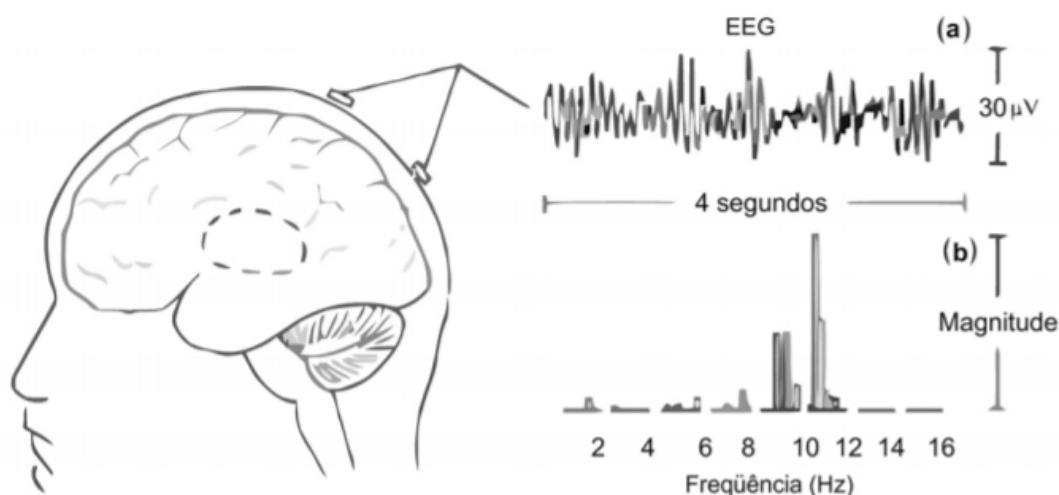 EEG
(a)
30 µV
4 segundos
(b)
Magnitude
2 4 6 8 10 12 14 16
Freqüência (Hz)